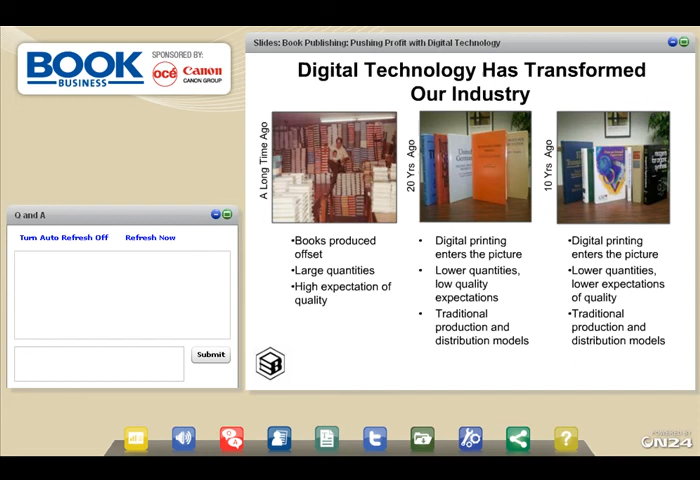 BOOK
BUSINESS
SPONSORED BY:
océ Canon
CANON GROUP
Slides: Book Publishing: Pushing Profit with Digital Technology
Digital Technology Has Transformed
Our Industry
A Long Time Ago
20 Yrs Ago
10 Yrs Ago
•Books produced
offset
•Large quantities
•High expectation of
quality
• Digital printing
enters the picture
• Lower quantities,
low quality
expectations
• Traditional
production and
distribution models
•Digital printing
enters the picture
•Lower quantities,
lower expectations
of quality
•Traditional
production and
distribution models
Q and A
Turn Auto Refresh Off Refresh Now
Submit
B
Q
A
?
POWERED BY
ON24